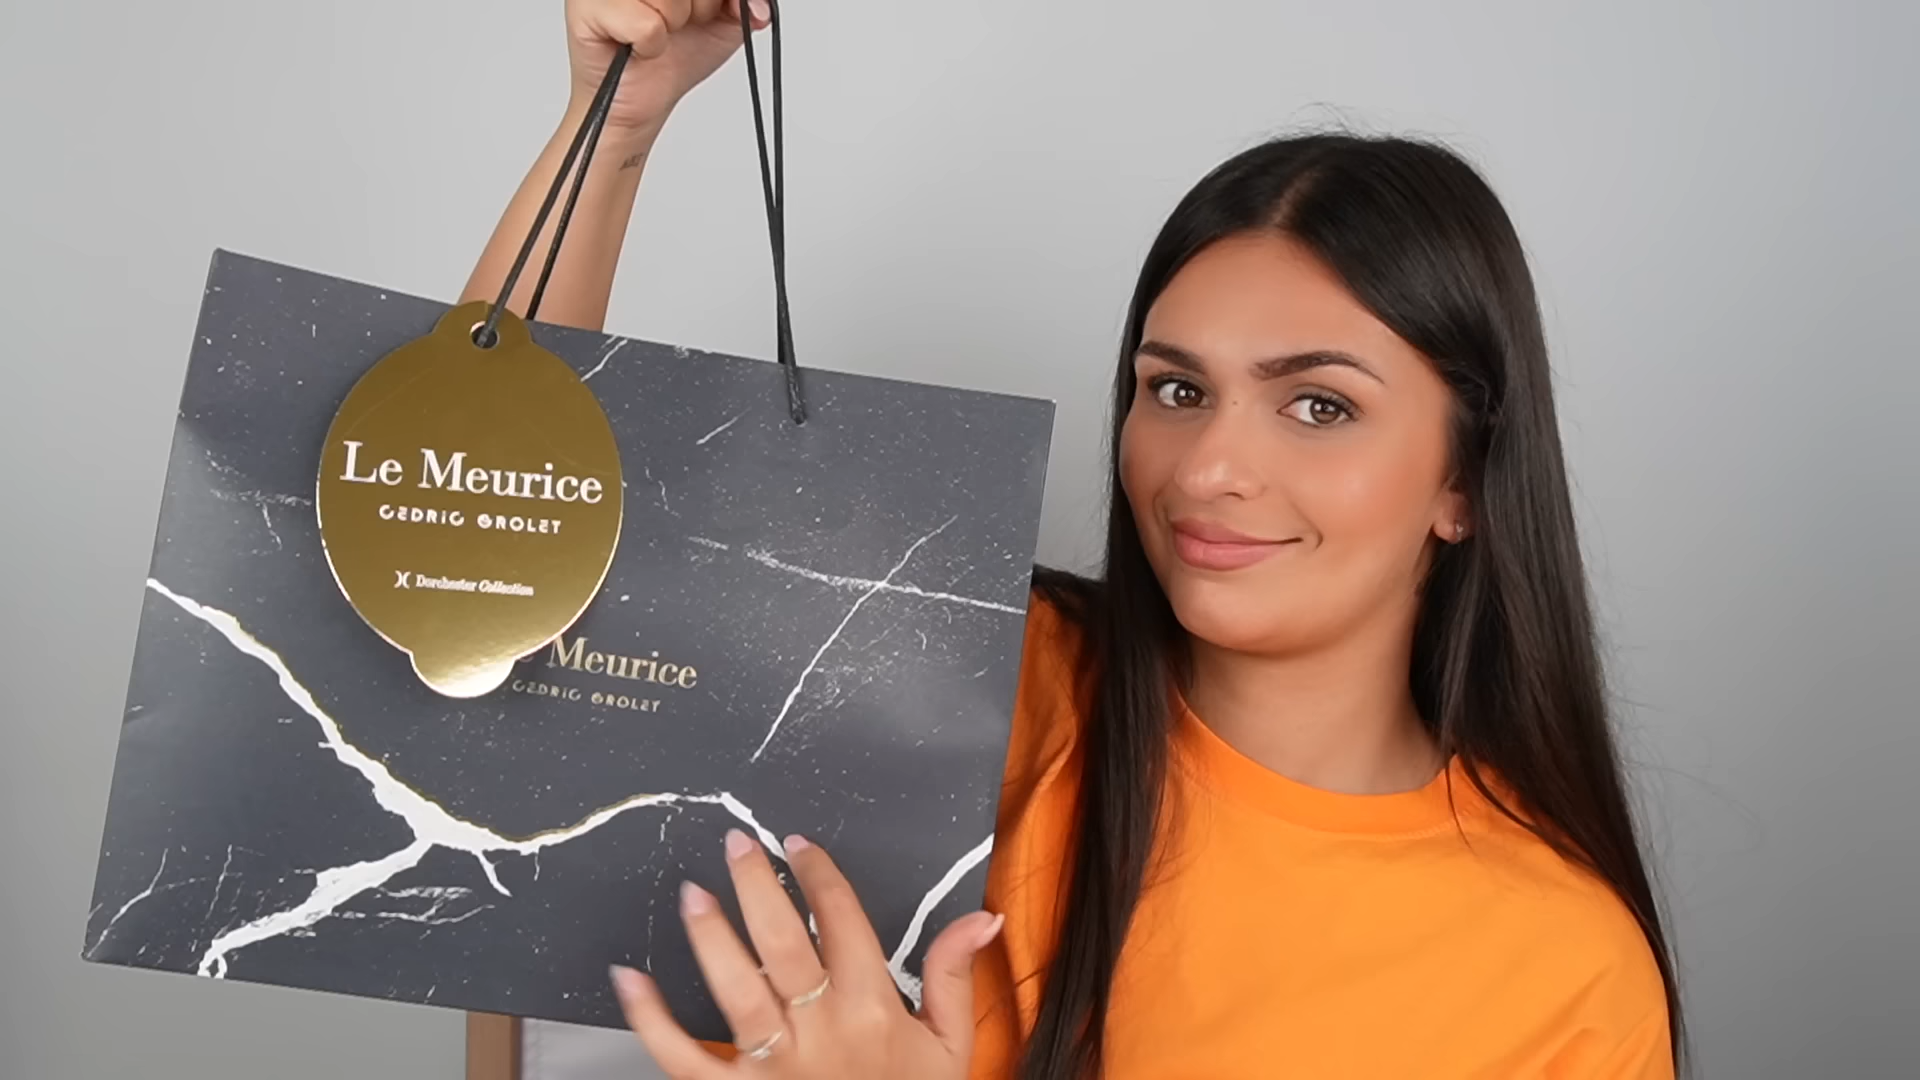 Le Meurice
CEDRIC GROLET
Dorchester Collection
Meurice
CEDRIC GROLET